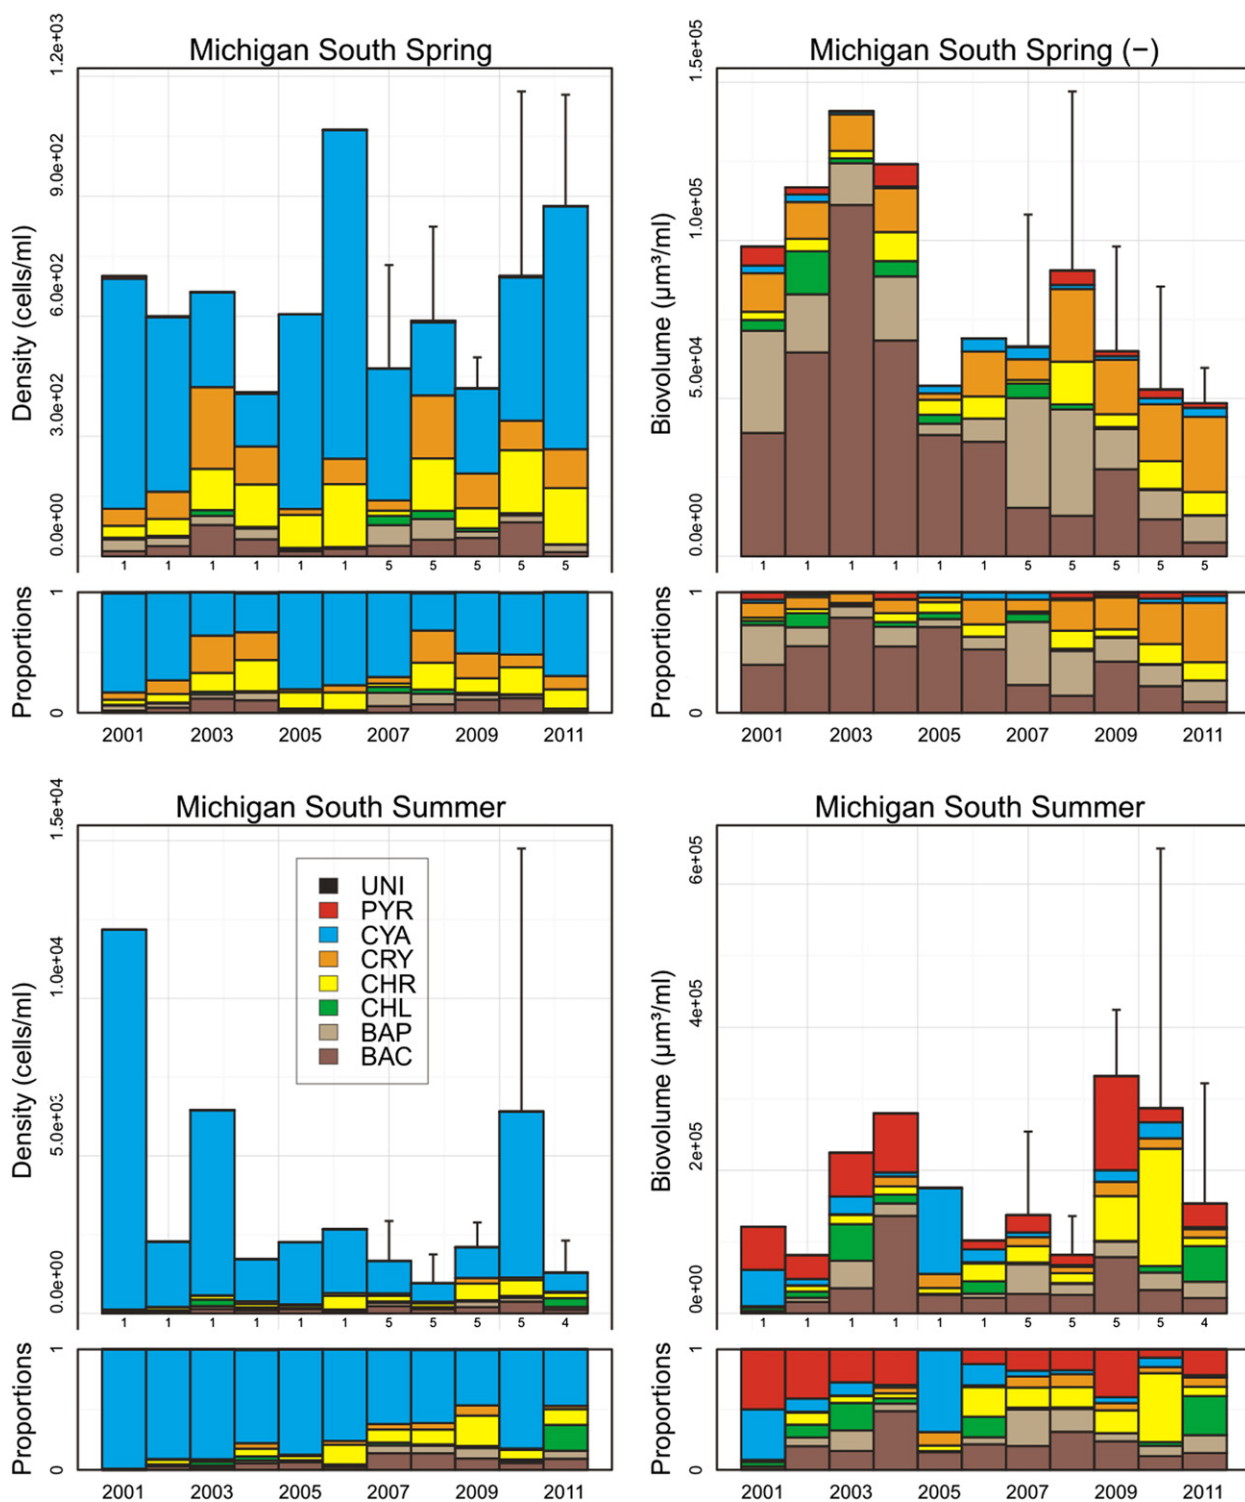 Michigan South Spring
Density (cells/ml)
0.0e+00 3.0e+02 6.0e+02 9.0e+02 1.2e+03
1 1 1 1 1 1 5 5 5 5 5
Proportions
0 1
2001 2003 2005 2007 2009 2011
Michigan South Spring (−)
Biovolume (µm³/ml)
0.0e+00 5.0e+04 1.0e+05 1.5e+05
1 1 1 1 1 1 5 5 5 5 5
Proportions
0 1
2001 2003 2005 2007 2009 2011
Michigan South Summer
Density (cells/ml)
0.0e+00 5.0e+03 1.0e+04 1.5e+04
UNI
PYR
CYA
CRY
CHR
CHL
BAP
BAC
1 1 1 1 1 1 5 5 5 5 4
Proportions
0 1
2001 2003 2005 2007 2009 2011
Michigan South Summer
Biovolume (µm³/ml)
0e+00 2e+05 4e+05 6e+05
1 1 1 1 1 1 5 5 5 5 4
Proportions
0 1
2001 2003 2005 2007 2009 2011